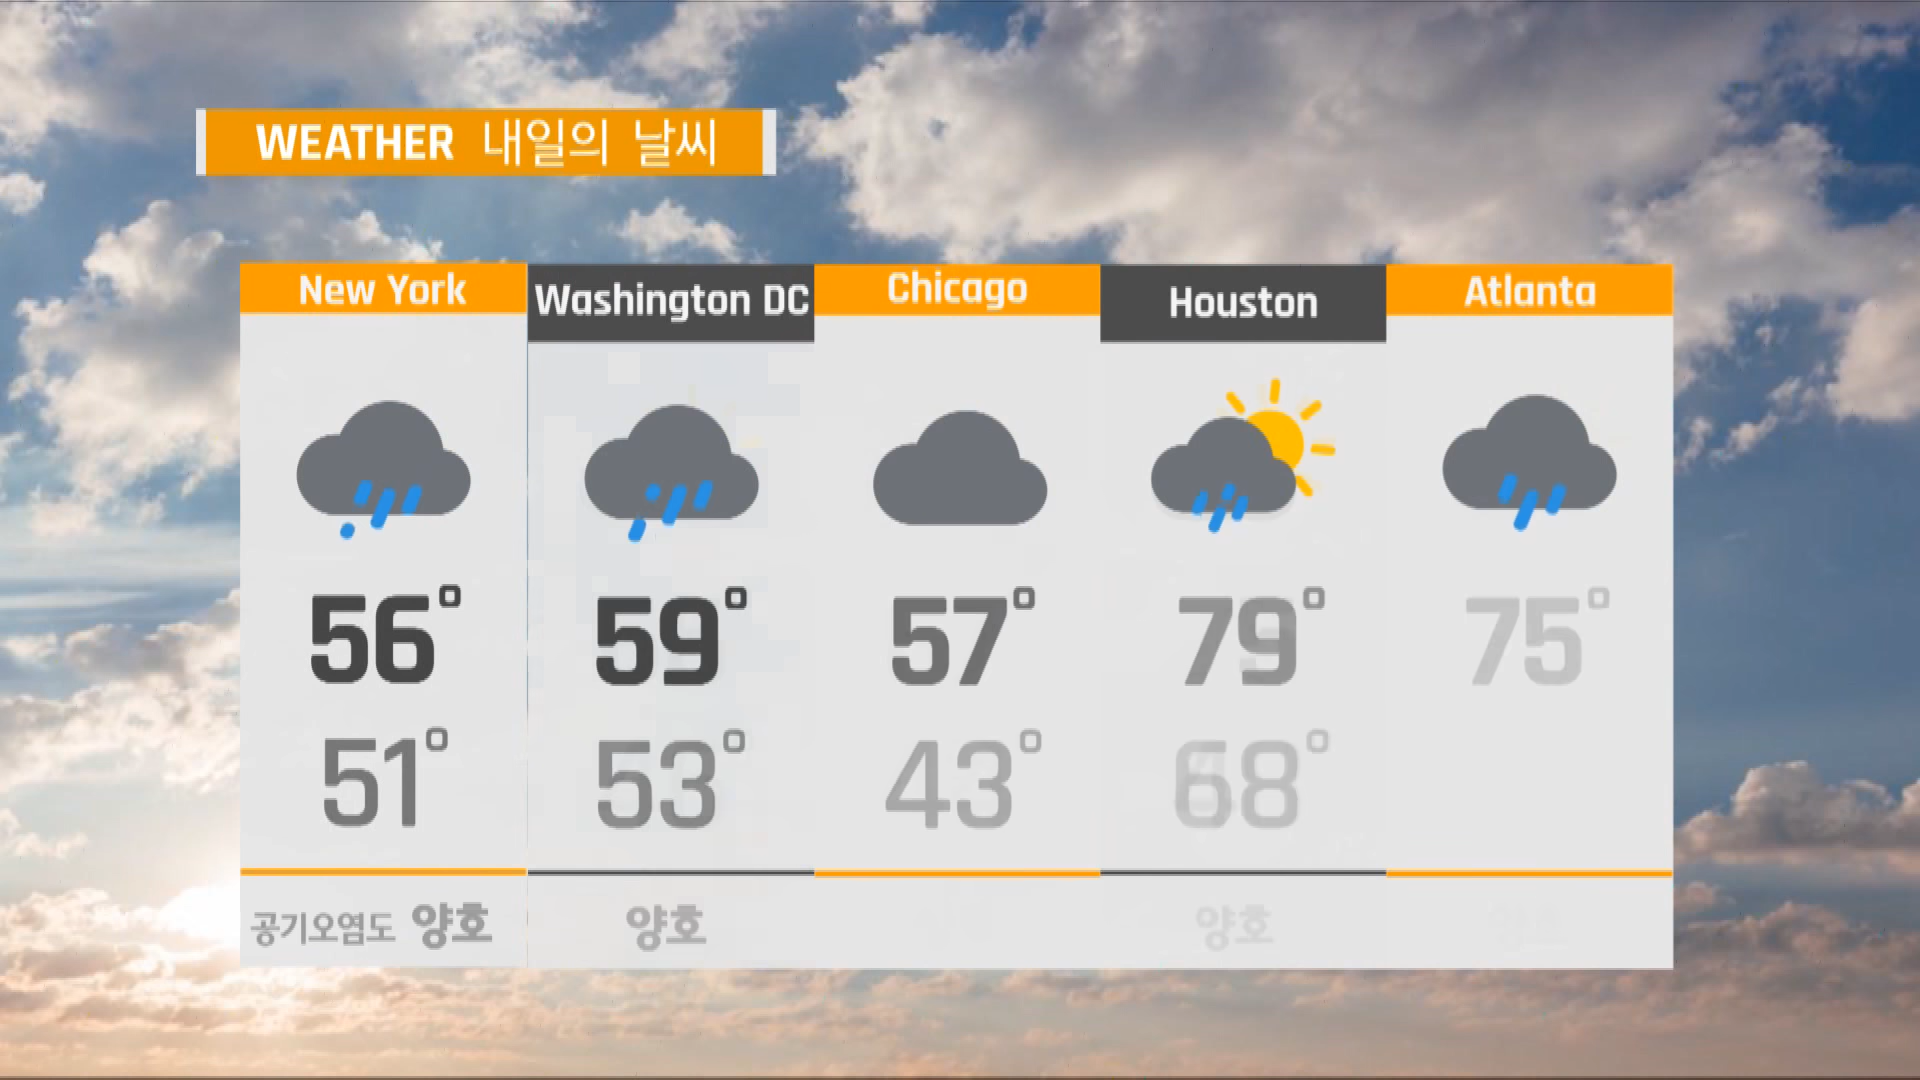 WEATHER 내일의 날씨
New York
Washington DC
Chicago
Houston
Atlanta
56°
59°
57°
79°
75°
51°
53°
43°
68°
공기오염도 양호
양호
양호